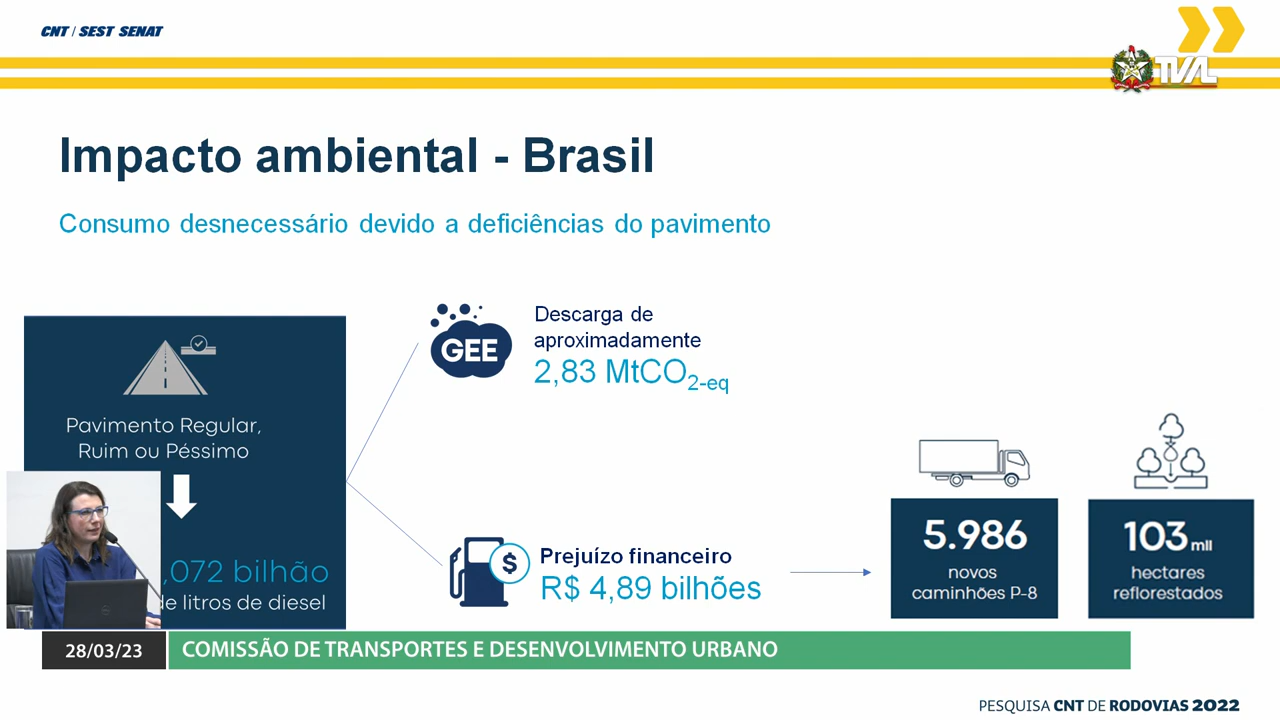 CNT / SEST SENAT
TVAL
Impacto ambiental - Brasil
Consumo desnecessário devido a deficiências do pavimento
Pavimento Regular,
Ruim ou Péssimo
,072 bilhão
de litros de diesel
GEE
Descarga de
aproximadamente
2,83 MtCO2-eq
$
Prejuízo financeiro
R$ 4,89 bilhões
5.986
novos
caminhões P-8
103 mil
hectares
reflorestados
28/03/23
COMISSÃO DE TRANSPORTES E DESENVOLVIMENTO URBANO
PESQUISA CNT DE RODOVIAS 2022